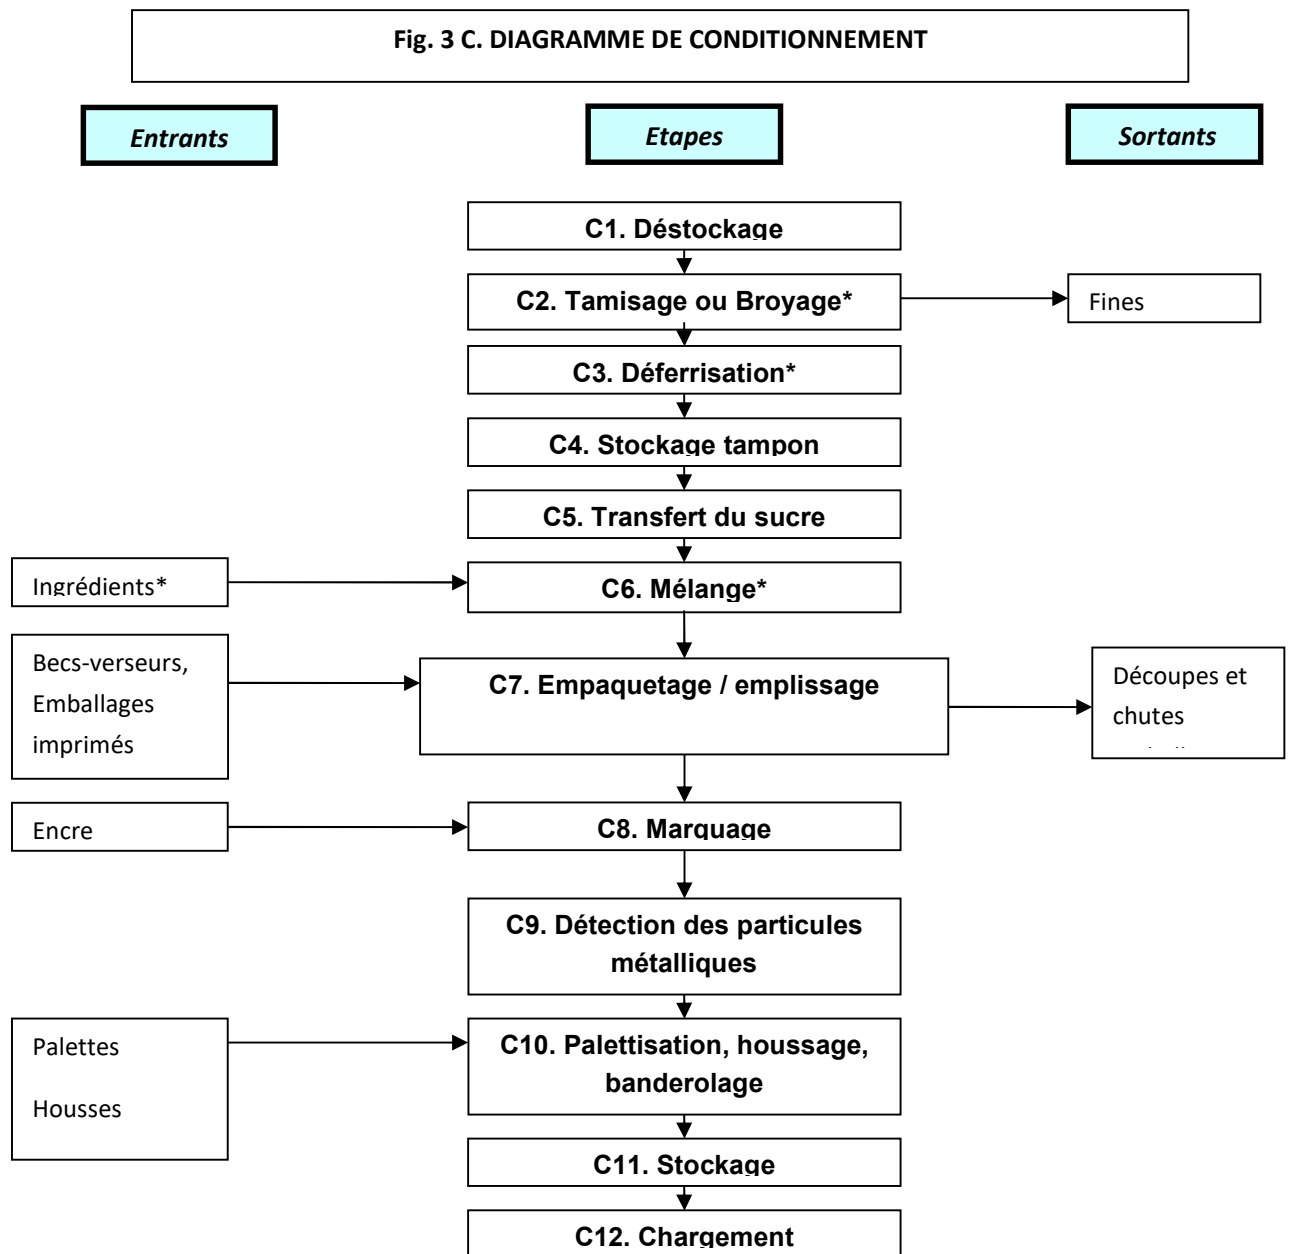 Fig. 3 C. DIAGRAMME DE CONDITIONNEMENT
Entrants
Etapes
Sortants
C1. Déstockage
C2. Tamisage ou Broyage*
Fines
C3. Déferrisation*
C4. Stockage tampon
C5. Transfert du sucre
Ingrédients*
C6. Mélange*
Becs-verseurs,
Emballages
imprimés
C7. Empaquetage / emplissage
Découpes et
chutes
Encre
C8. Marquage
C9. Détection des particules
métalliques
Palettes
Housses
C10. Palettisation, houssage,
banderolage
C11. Stockage
C12. Chargement